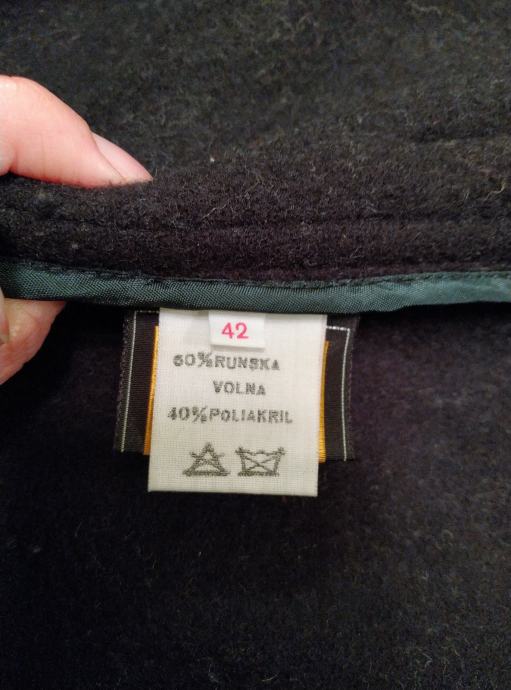 42
60% RUNSKA
VOLNA
40% POLIAKRIL